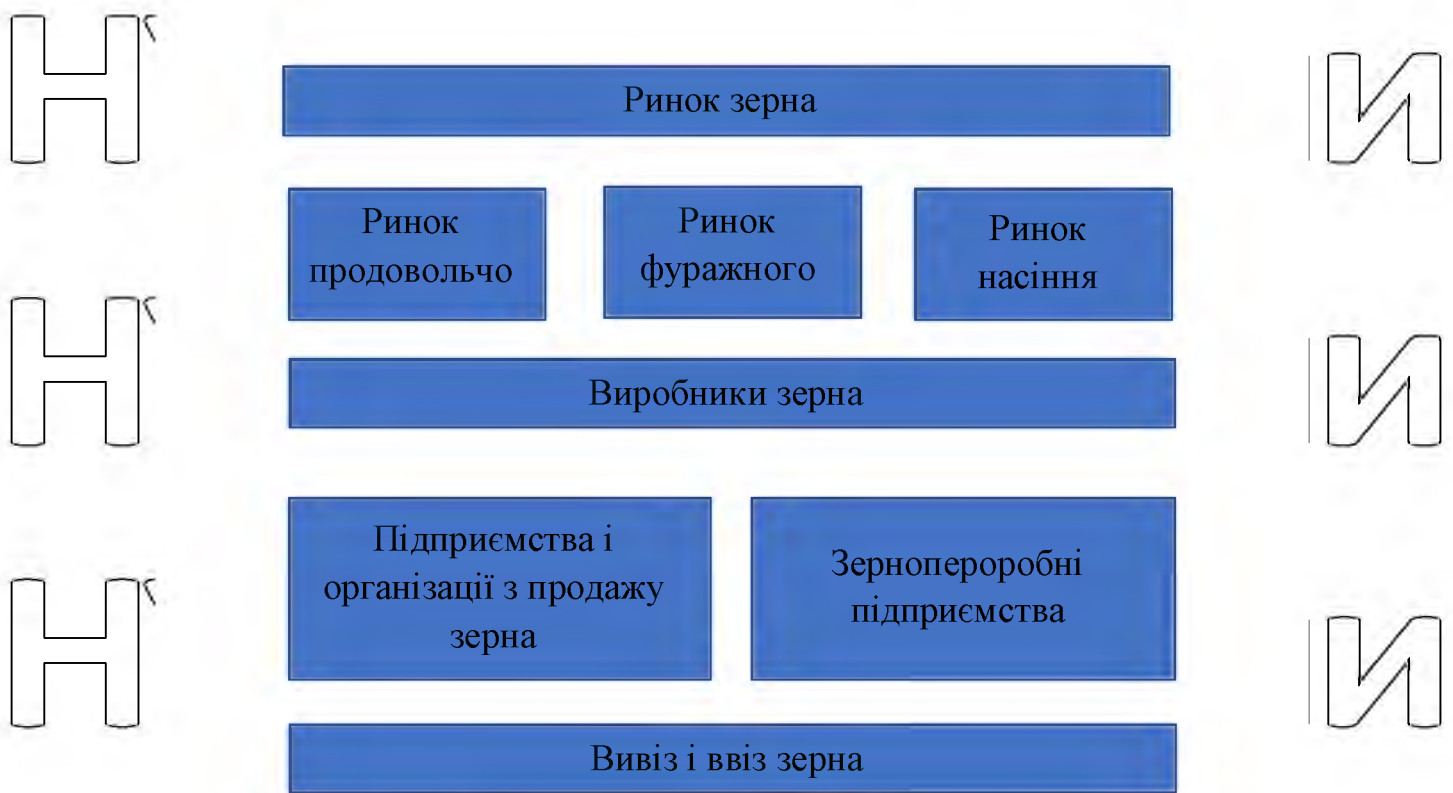 Ринок зерна
Ринок
продовольчо
Ринок
фуражного
Ринок
насіння
Виробники зерна
Підприємства і
організації з продажу
зерна
Зернопероробні
підприємства
Вивіз і ввіз зерна
Н
И
Н
И
Н
И